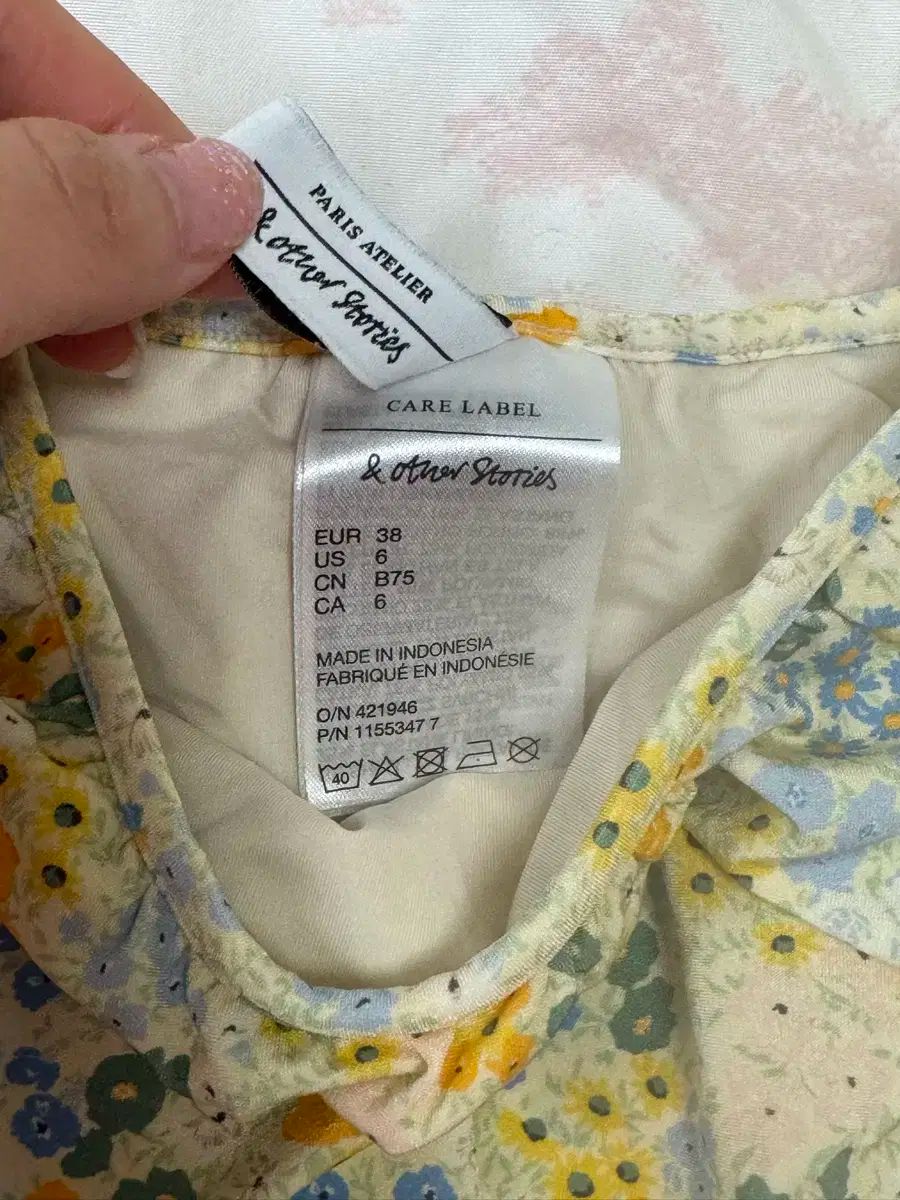 PARIS ATELIER
& other Stories
CARE LABEL
& other Stories
EUR 38
US 6
CN B75
CA 6
MADE IN INDONESIA
FABRIQUÉ EN INDONÉSIE
O/N 421946
P/N 1155347 7
40